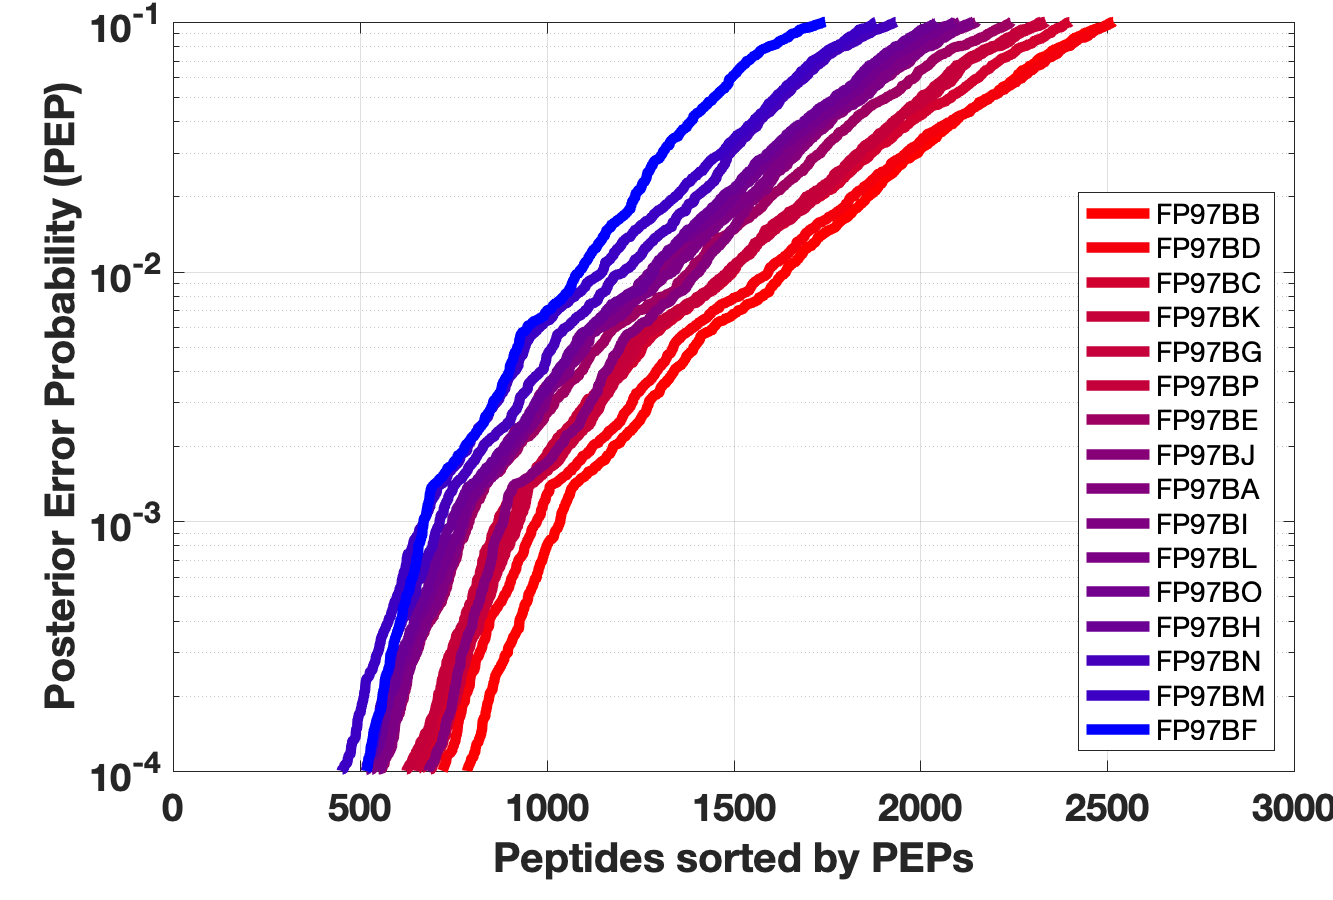 Posterior Error Probability (PEP)
10-1
10-2
10-3
10-4
0 500 1000 1500 2000 2500 3000
Peptides sorted by PEPs
FP97BB
FP97BD
FP97BC
FP97BK
FP97BG
FP97BP
FP97BE
FP97BJ
FP97BA
FP97BI
FP97BL
FP97BO
FP97BH
FP97BN
FP97BM
FP97BF